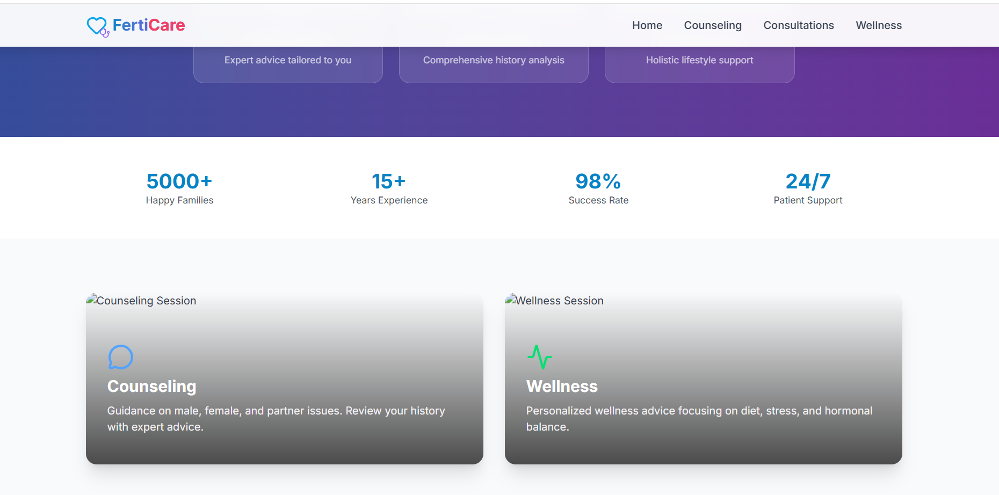 FertiCare
Home
Counseling
Consultations
Wellness
Expert advice tailored to you
Comprehensive history analysis
Holistic lifestyle support
5000+
Happy Families
15+
Years Experience
98%
Success Rate
24/7
Patient Support
Counseling Session
Counseling
Guidance on male, female, and partner issues. Review your history
with expert advice.
Wellness Session
Wellness
Personalized wellness advice focusing on diet, stress, and hormonal
balance.